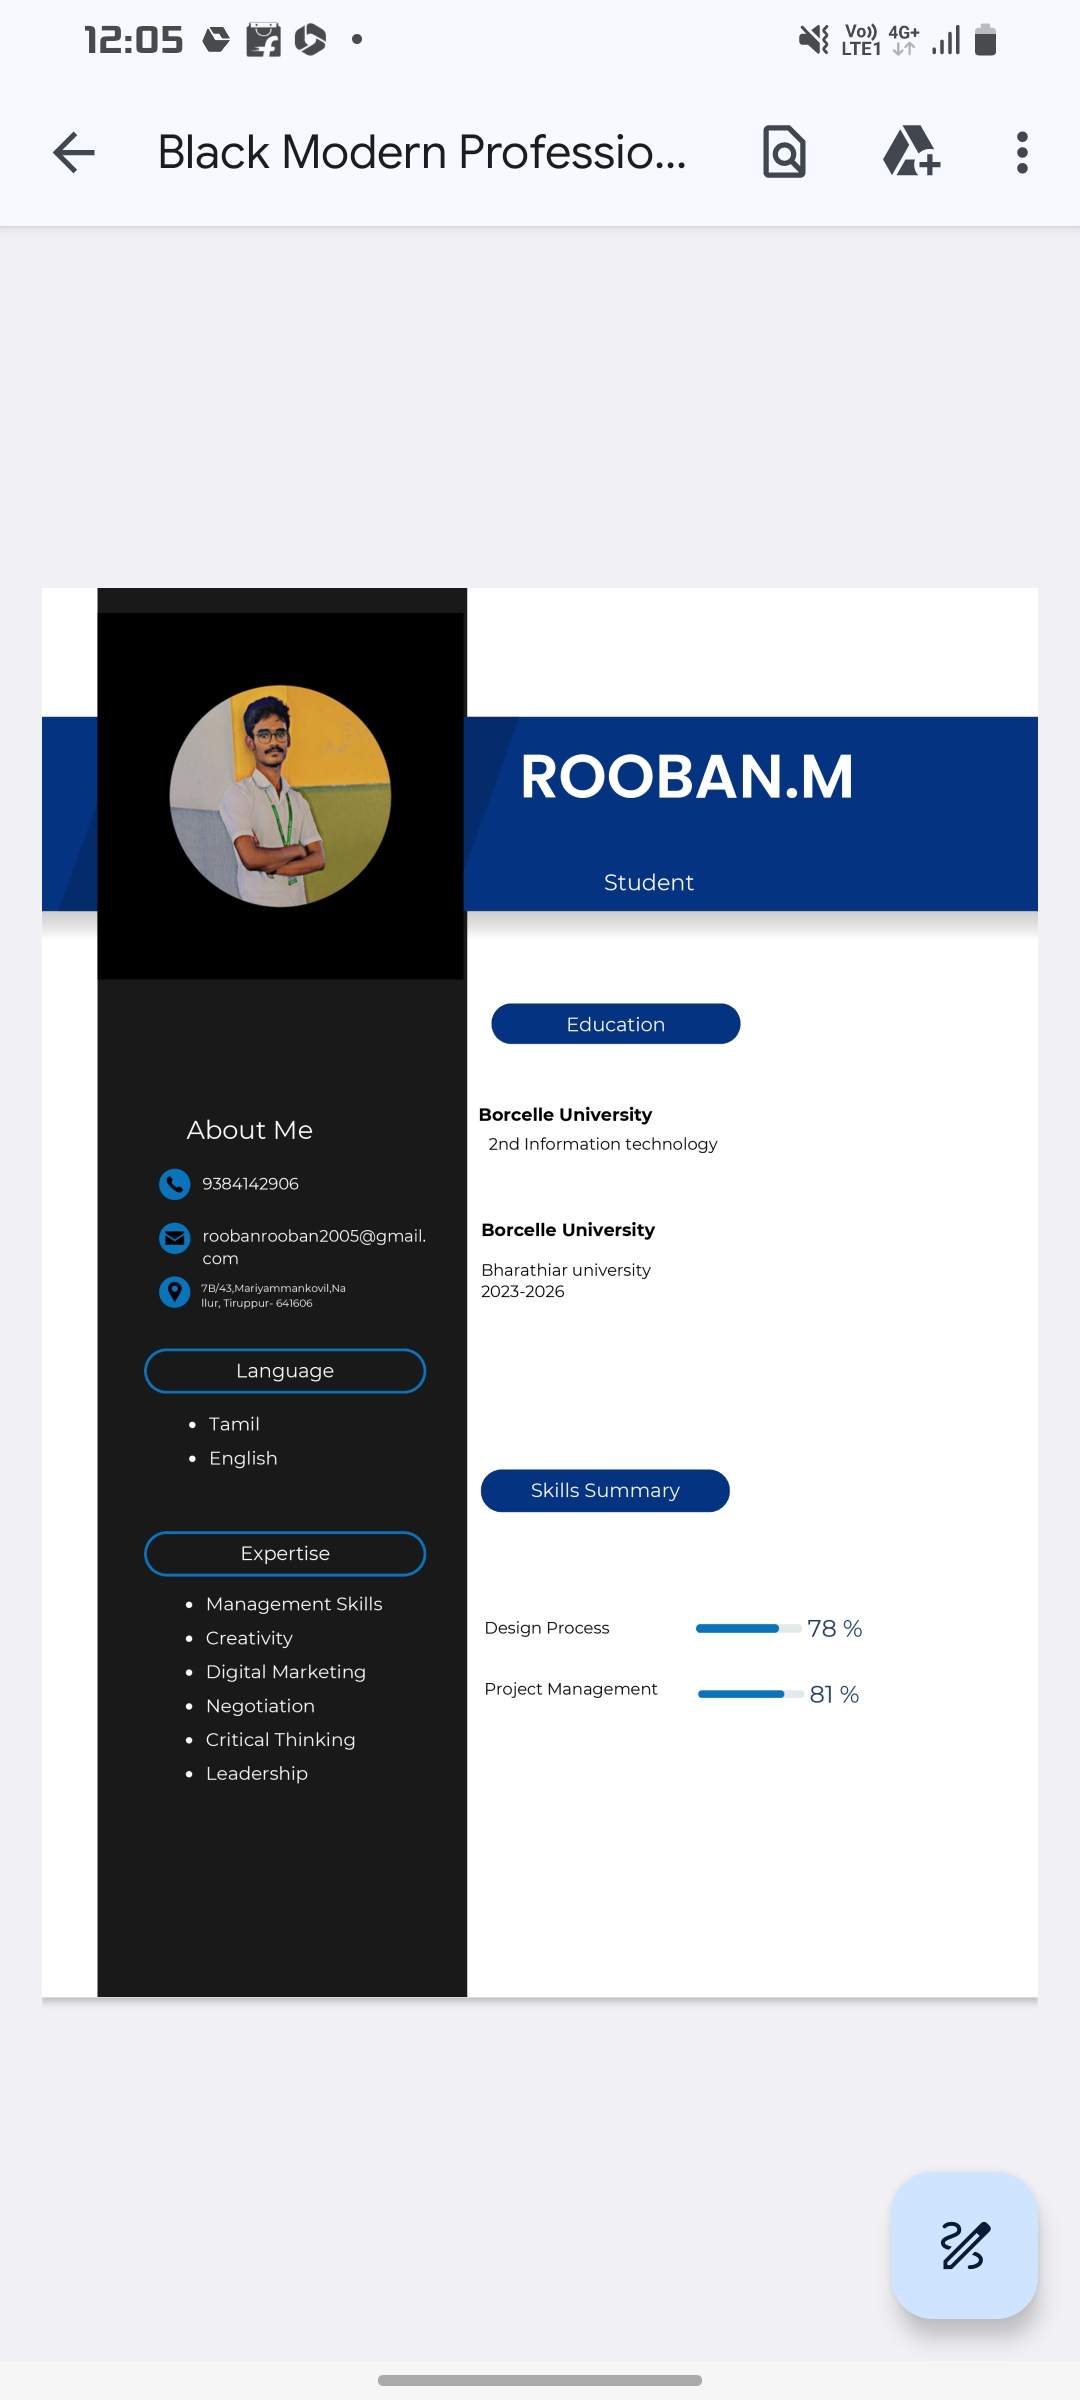 12:05
Vo))
LTE1
4G+
Black Modern Professio...
ROOBAN.M
Student
Education
Borcelle University
2nd Information technology
Borcelle University
Bharathiar university
2023-2026
Skills Summary
Design Process 78 %
Project Management 81 %
About Me
9384142906
roobanrooban2005@gmail.
com
7B/43,Mariyammankovil,Na
llur, Tiruppur- 641606
Language
• Tamil
• English
Expertise
• Management Skills
• Creativity
• Digital Marketing
• Negotiation
• Critical Thinking
• Leadership